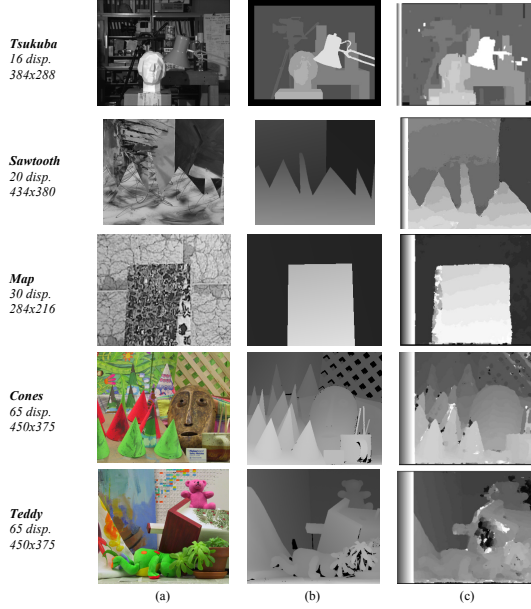 Tsukuba
16 disp.
384x288
Sawtooth
20 disp.
434x380
Map
30 disp.
284x216
Cones
65 disp.
450x375
Teddy
65 disp.
450x375
(a) (b) (c)